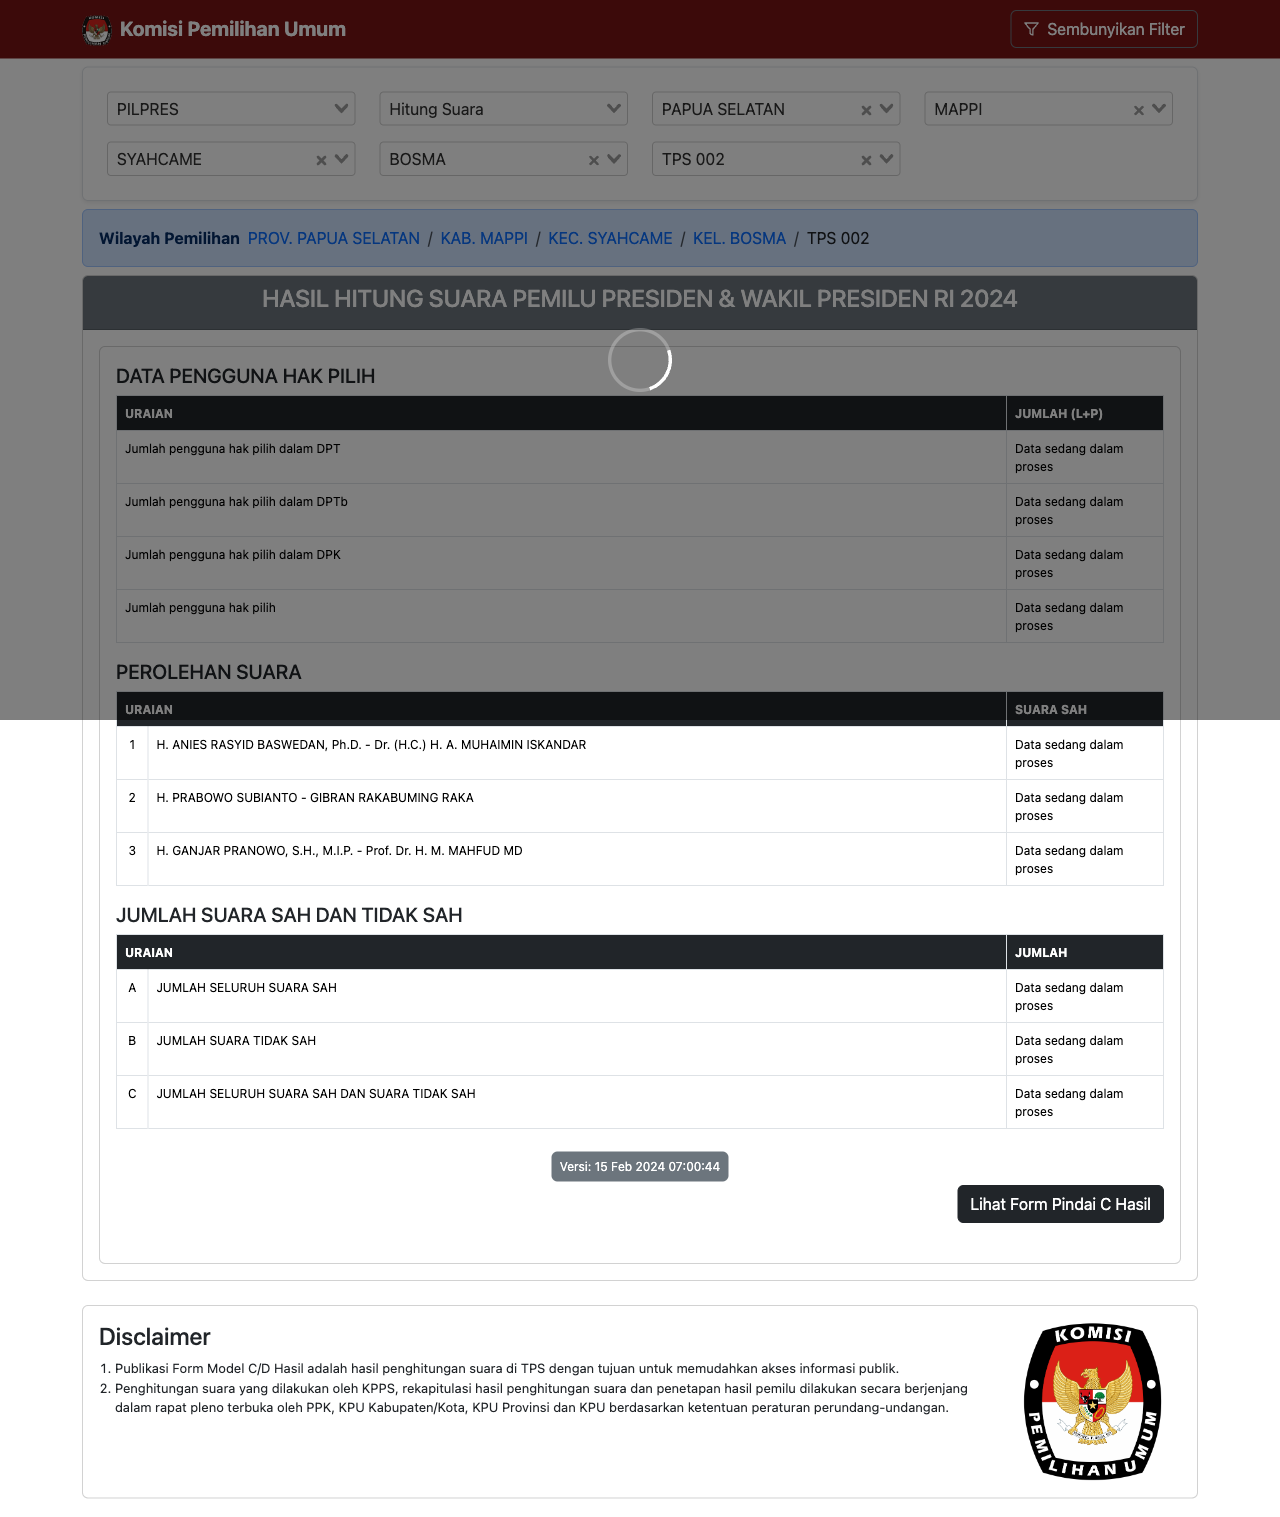 Komisi Pemilihan Umum
Sembunyikan Filter
PILPRES
Hitung Suara
PAPUA SELATAN
MAPPI
SYAHCAME
BOSMA
TPS 002
Wilayah Pemilihan PROV. PAPUA SELATAN / KAB. MAPPI / KEC. SYAHCAME / KEL. BOSMA / TPS 002
HASIL HITUNG SUARA PEMILU PRESIDEN & WAKIL PRESIDEN RI 2024
DATA PENGGUNA HAK PILIH
URAIAN JUMLAH (L+P)
Jumlah pengguna hak pilih dalam DPT Data sedang dalam
proses
Jumlah pengguna hak pilih dalam DPTb Data sedang dalam
proses
Jumlah pengguna hak pilih dalam DPK Data sedang dalam
proses
Jumlah pengguna hak pilih Data sedang dalam
proses
PEROLEHAN SUARA
URAIAN SUARA SAH
1 H. ANIES RASYID BASWEDAN, Ph.D. - Dr. (H.C.) H. A. MUHAIMIN ISKANDAR Data sedang dalam
proses
2 H. PRABOWO SUBIANTO - GIBRAN RAKABUMING RAKA Data sedang dalam
proses
3 H. GANJAR PRANOWO, S.H., M.I.P. - Prof. Dr. H. M. MAHFUD MD Data sedang dalam
proses
JUMLAH SUARA SAH DAN TIDAK SAH
URAIAN JUMLAH
A JUMLAH SELURUH SUARA SAH Data sedang dalam
proses
B JUMLAH SUARA TIDAK SAH Data sedang dalam
proses
C JUMLAH SELURUH SUARA SAH DAN SUARA TIDAK SAH Data sedang dalam
proses
Versi: 15 Feb 2024 07:00:44
Lihat Form Pindai C Hasil
Disclaimer
1. Publikasi Form Model C/D Hasil adalah hasil penghitungan suara di TPS dengan tujuan untuk memudahkan akses informasi publik.
2. Penghitungan suara yang dilakukan oleh KPPS, rekapitulasi hasil penghitungan suara dan penetapan hasil pemilu dilakukan secara berjenjang
dalam rapat pleno terbuka oleh PPK, KPU Kabupaten/Kota, KPU Provinsi dan KPU berdasarkan ketentuan peraturan perundang-undangan.
KOMISI
PEMILIHAN UMUM